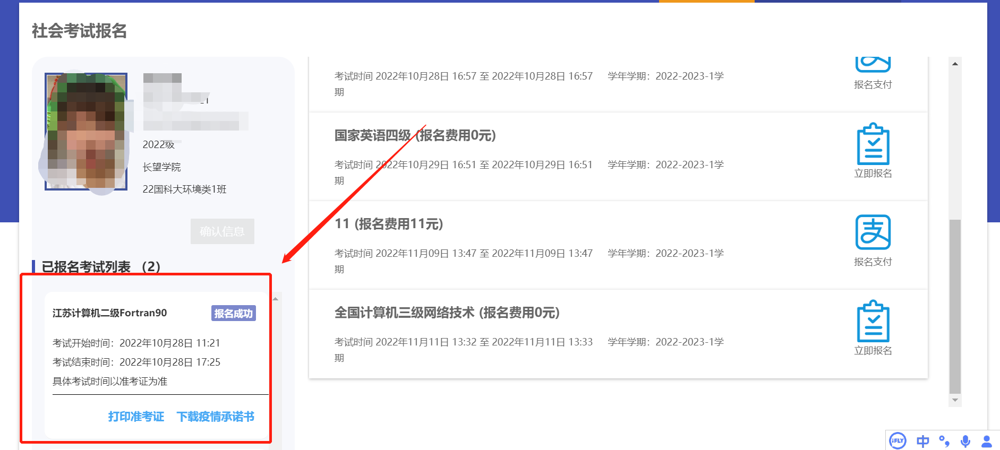 社会考试报名
2022级
长望学院
22国科大环境类1班
确认信息
已报名考试列表 （2）
江苏计算机二级Fortran90
报名成功
考试开始时间：2022年10月28日 11:21
考试结束时间：2022年10月28日 17:25
具体考试时间以准考证为准
打印准考证 下载疫情承诺书
考试时间 2022年10月28日 16:57 至 2022年10月28日 16:57 学年学期：2022-2023-1学
期
报名支付
国家英语四级 (报名费用0元)
考试时间 2022年10月29日 16:51 至 2022年10月29日 16:51 学年学期：2022-2023-1学
期
立即报名
11 (报名费用11元)
考试时间 2022年11月09日 13:47 至 2022年11月09日 13:47 学年学期：2022-2023-1学
期
支
报名支付
全国计算机三级网络技术 (报名费用0元)
考试时间 2022年11月11日 13:32 至 2022年11月11日 13:33 学年学期：2022-2023-1学
期
立即报名
iFLY 中